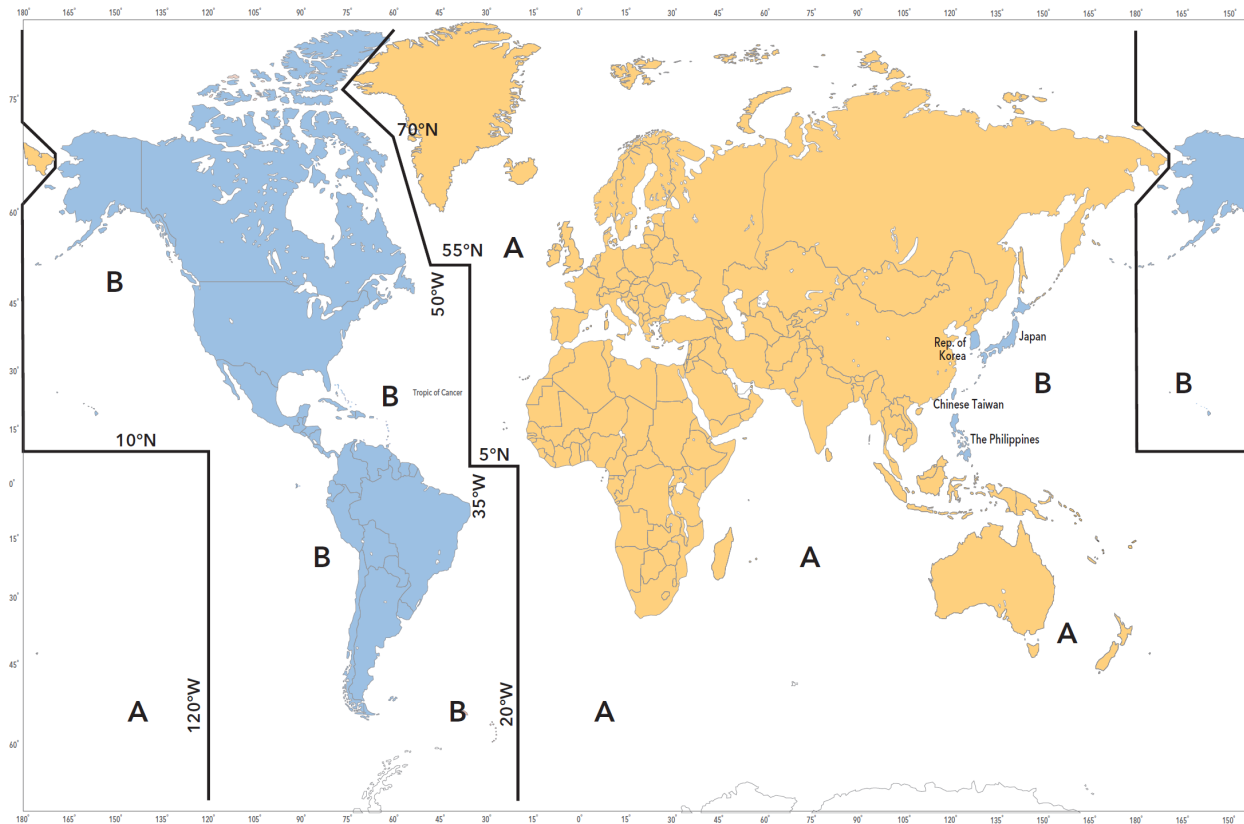 180° 165° 150° 135° 120° 105° 90° 75° 60° 45° 30° 15° 0° 15° 30° 45° 60° 75° 90° 105° 120° 135° 150° 165° 180° 165° 150°
75°
70°N
60°
A
55°N
B
50°W
45°
Japan
Rep. of
Korea
30°
B
Tropic of Cancer
B
B
Chinese Taiwan
15°
10°N
The Philippines
5°N
0°
35°W
15°
B
A
30°
A
45°
120°W
20°W
A
B
A
60°
180° 165° 150° 135° 120° 105° 90° 75° 60° 45° 30° 15° 0° 15° 30° 45° 60° 75° 90° 105° 120° 135° 150° 165° 180° 165° 150°